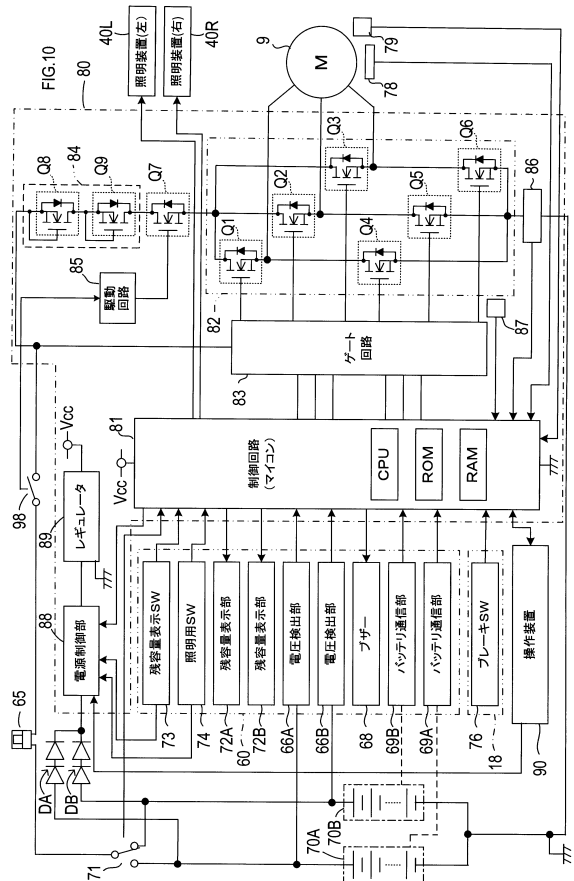 FIG.10
80
照明装置(左)
40L
照明装置(右)
40R
79
9
M
78
84
Q8
Q9
Q7
85
駆動
回路
Q1
Q2
Q3
Q4
Q5
Q6
82
86
87
ゲート
回路
83
98
89
レギュレータ
Vcc
88
電源制御部
65
DA
DB
71
81
Vcc
制御回路
(マイコン)
CPU
ROM
RAM
残容量表示SW
73
照明用SW
74
残容量表示部
72A
残容量表示部
72B
60
電圧検出部
66A
電圧検出部
66B
ブザー
68
バッテリ通信部
69B
バッテリ通信部
69A
ブレーキSW
76
18
操作装置
90
70A
70B